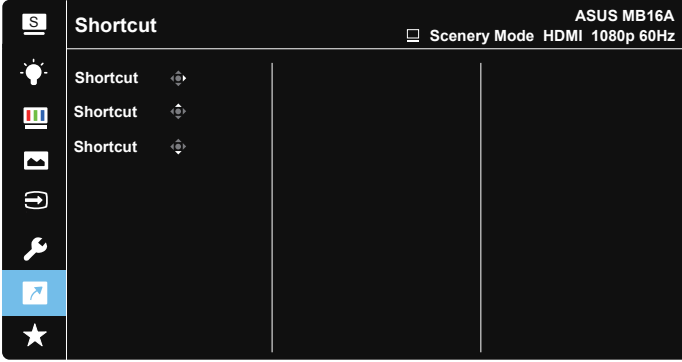 S
Shortcut
ASUS MB16A
Scenery Mode HDMI 1080p 60Hz
Shortcut
Shortcut
Shortcut